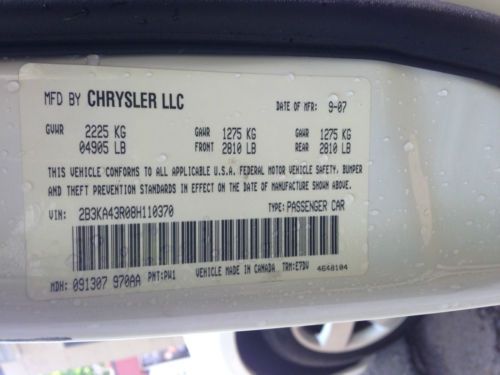 MFD BY CHRYSLER LLC DATE OF MFR: 9-07
GVWR 2225 KG GAWR 1275 KG GAWR 1275 KG
04905 LB FRONT 2810 LB REAR 2810 LB
THIS VEHICLE CONFORMS TO ALL APPLICABLE U.S.A. FEDERAL MOTOR VEHICLE SAFETY, BUMPER
AND THEFT PREVENTION STANDARDS IN EFFECT ON THE DATE OF MANUFACTURE SHOWN ABOVE.
VIN: 2B3KA43R08H110370 TYPE: PASSENGER CAR
MDH: 091307 970AA PNT: PW1 VEHICLE MADE IN CANADA TRM: E7DV 4648104